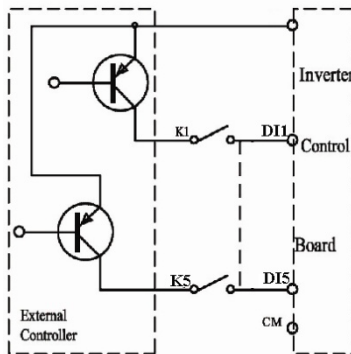 Inverter
K1
DI1
Control
Board
K5
DI5
External
Controller
CM